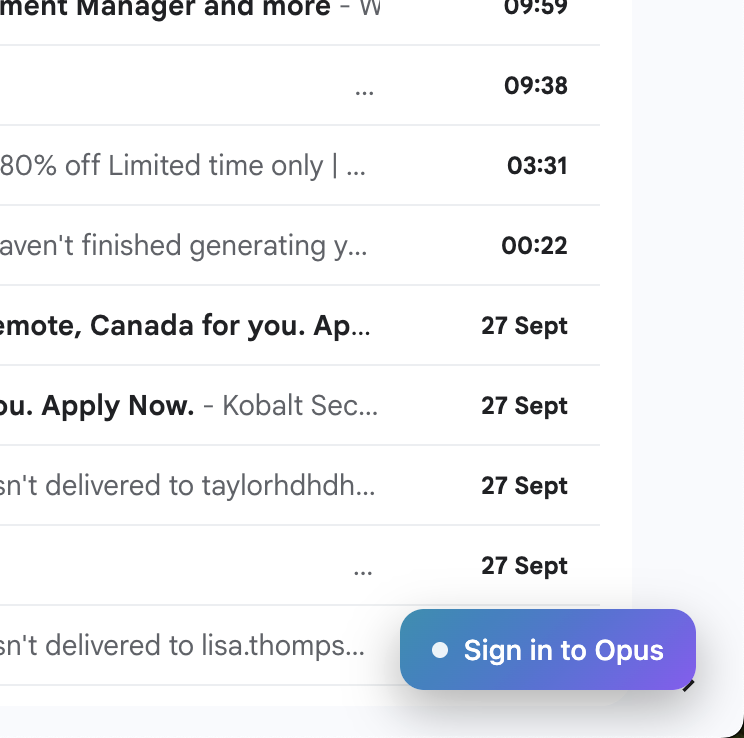 ment Manager and more - W 09:59
... 09:38
80% off Limited time only | ... 03:31
aven't finished generating y... 00:22
emote, Canada for you. Ap... 27 Sept
ou. Apply Now. - Kobalt Sec... 27 Sept
sn't delivered to taylorhdhdh... 27 Sept
... 27 Sept
sn't delivered to lisa.thomps...
Sign in to Opus